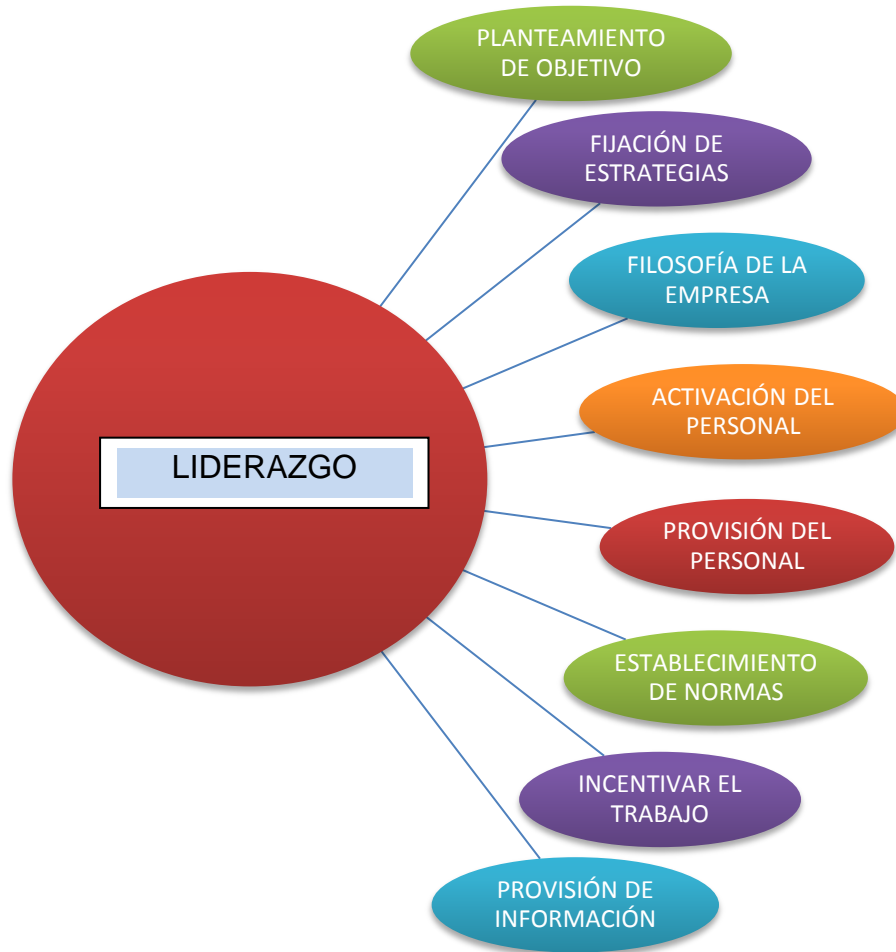 PLANTEAMIENTO
DE OBJETIVO
FIJACIÓN DE
ESTRATEGIAS
FILOSOFÍA DE LA
EMPRESA
ACTIVACIÓN DEL
PERSONAL
LIDERAZGO
PROVISIÓN DEL
PERSONAL
ESTABLECIMIENTO
DE NORMAS
INCENTIVAR EL
TRABAJO
PROVISIÓN DE
INFORMACIÓN